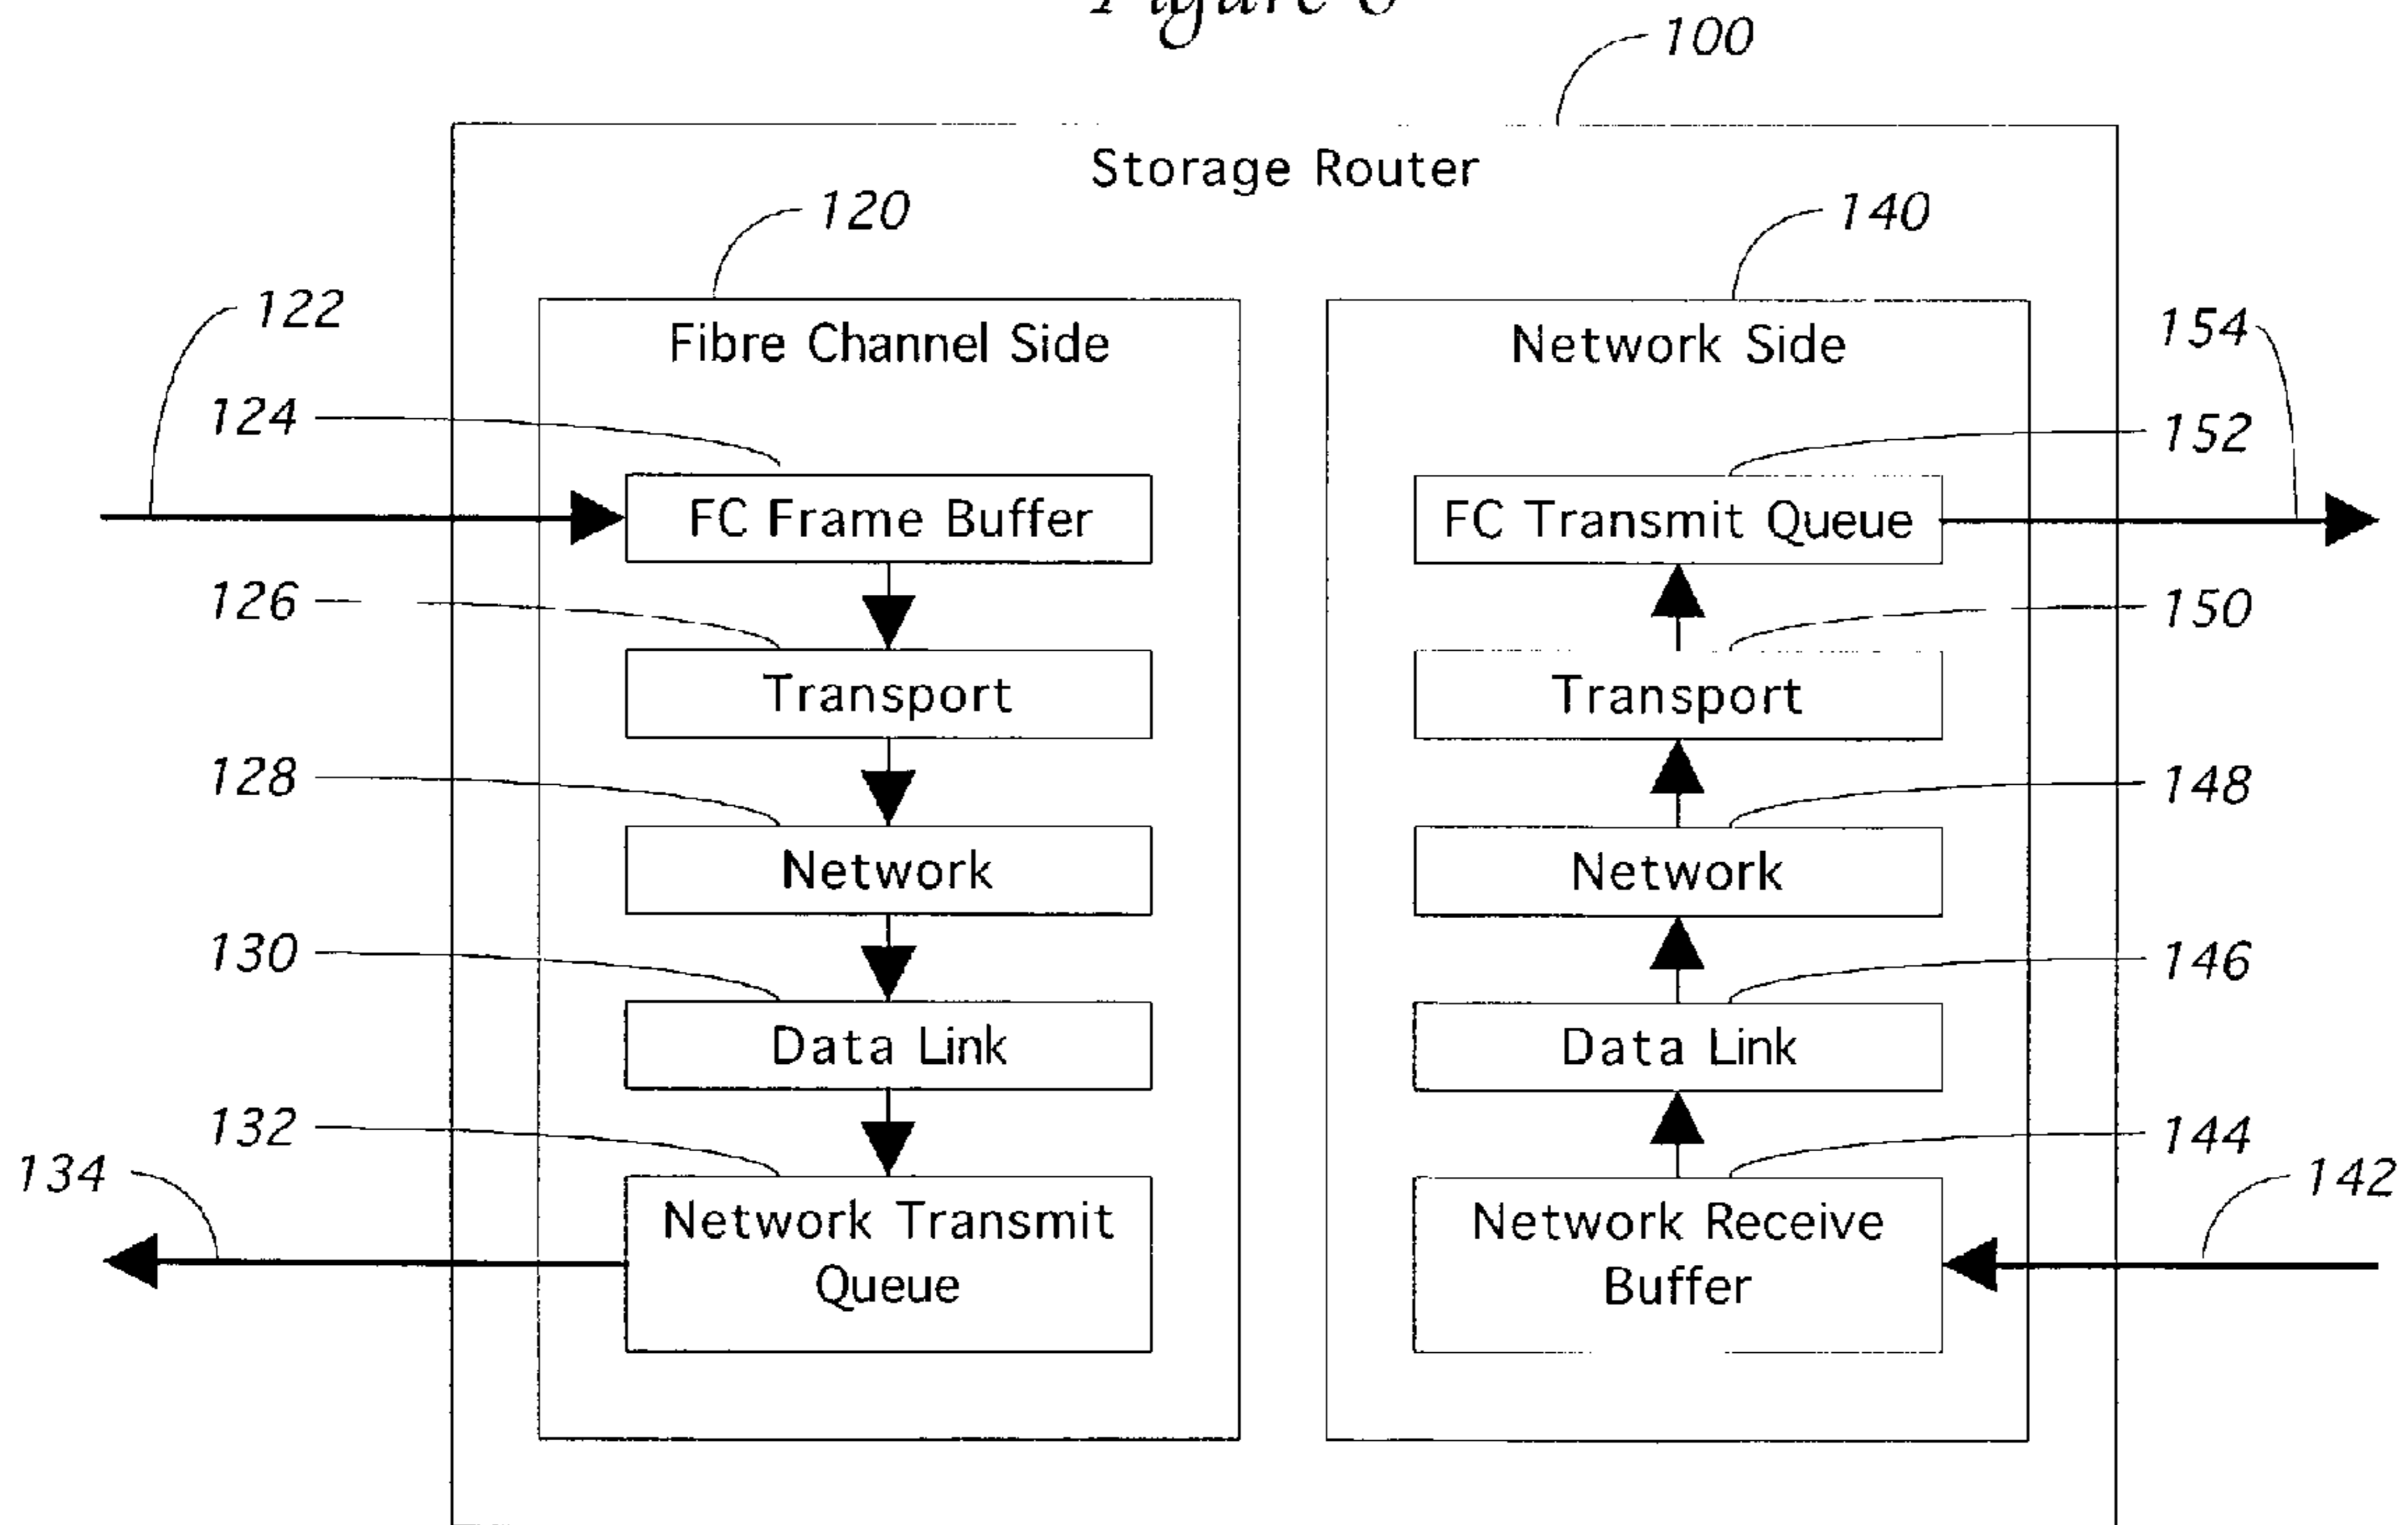 100
Storage Router
120
140
122
Fibre Channel Side
Network Side
154
124
152
FC Frame Buffer
FC Transmit Queue
126
150
Transport
Transport
128
148
Network
Network
130
146
Data Link
Data Link
132
144
134
142
Network Transmit
Queue
Network Receive
Buffer